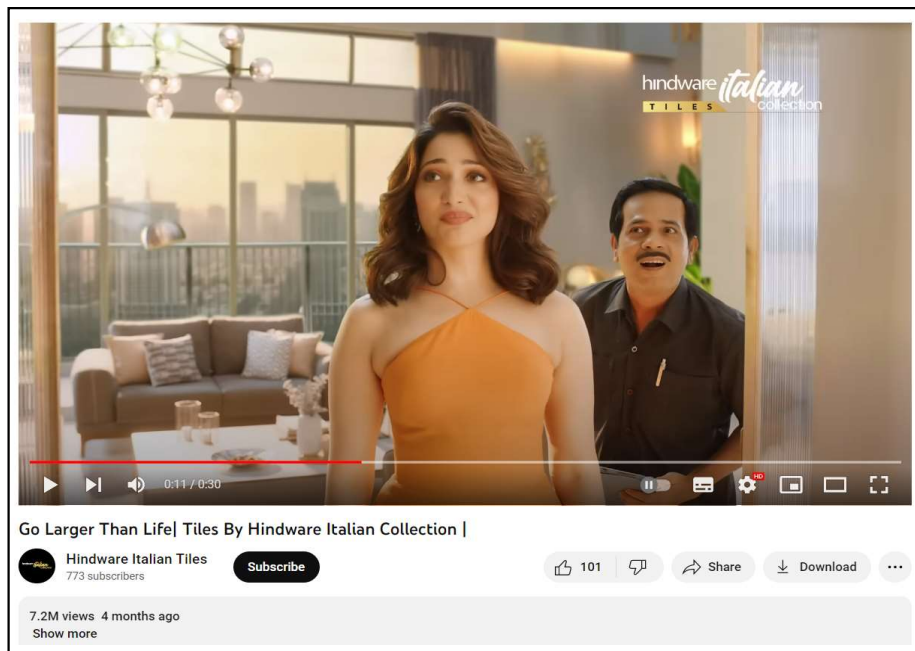 hindware italian
TILES collection
0:11 / 0:30
HD
Go Larger Than Life| Tiles By Hindware Italian Collection |
Hindware Italian Tiles
773 subscribers
Subscribe
101
Share
Download
7.2M views 4 months ago
Show more